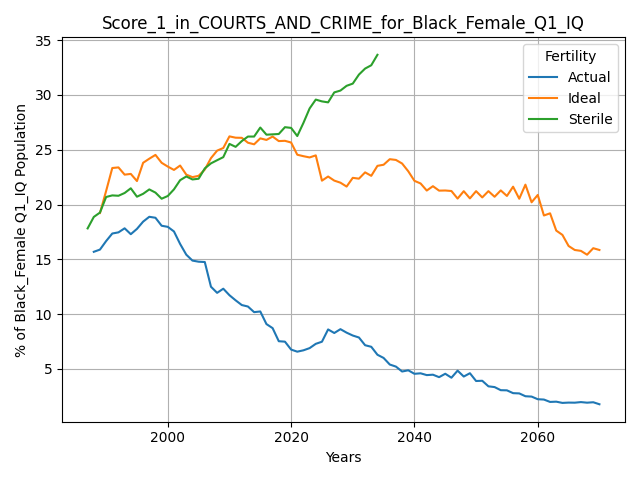 Score_1_in_COURTS_AND_CRIME_for_Black_Female_Q1_IQ
% of Black_Female Q1_IQ Population
35
30
25
20
15
10
5
Fertility
Actual
Ideal
Sterile
2000
2020
2040
2060
Years